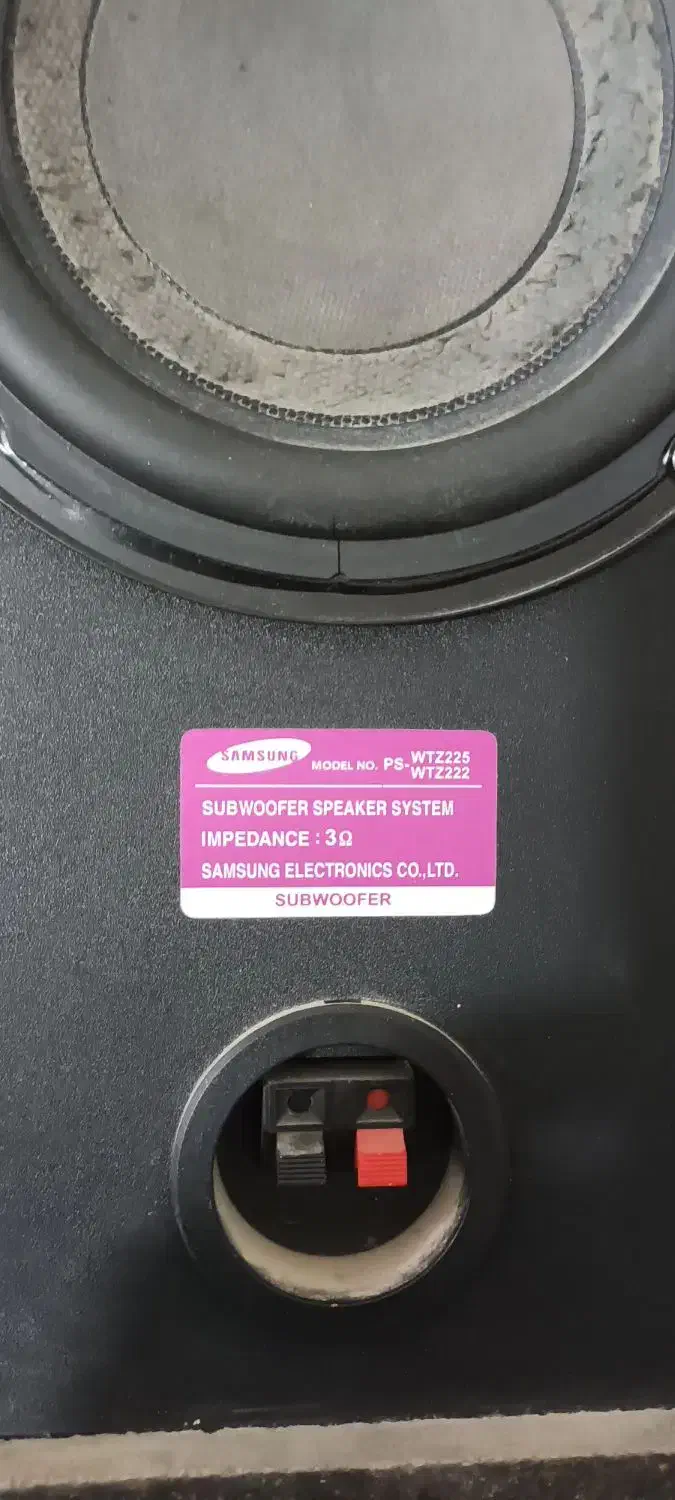 SAMSUNG MODEL NO. PS-WTZ225
WTZ222
SUBWOOFER SPEAKER SYSTEM
IMPEDANCE : 3Ω
SAMSUNG ELECTRONICS CO.,LTD.
SUBWOOFER